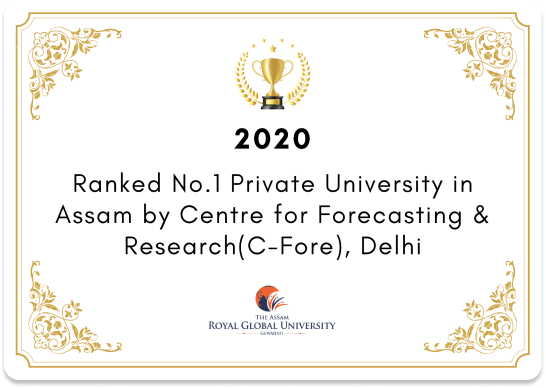 2020
Ranked No.1 Private University in
Assam by Centre for Forecasting &
Research(C-Fore), Delhi
THE ASSAM
ROYAL GLOBAL UNIVERSITY
GUWAHATI